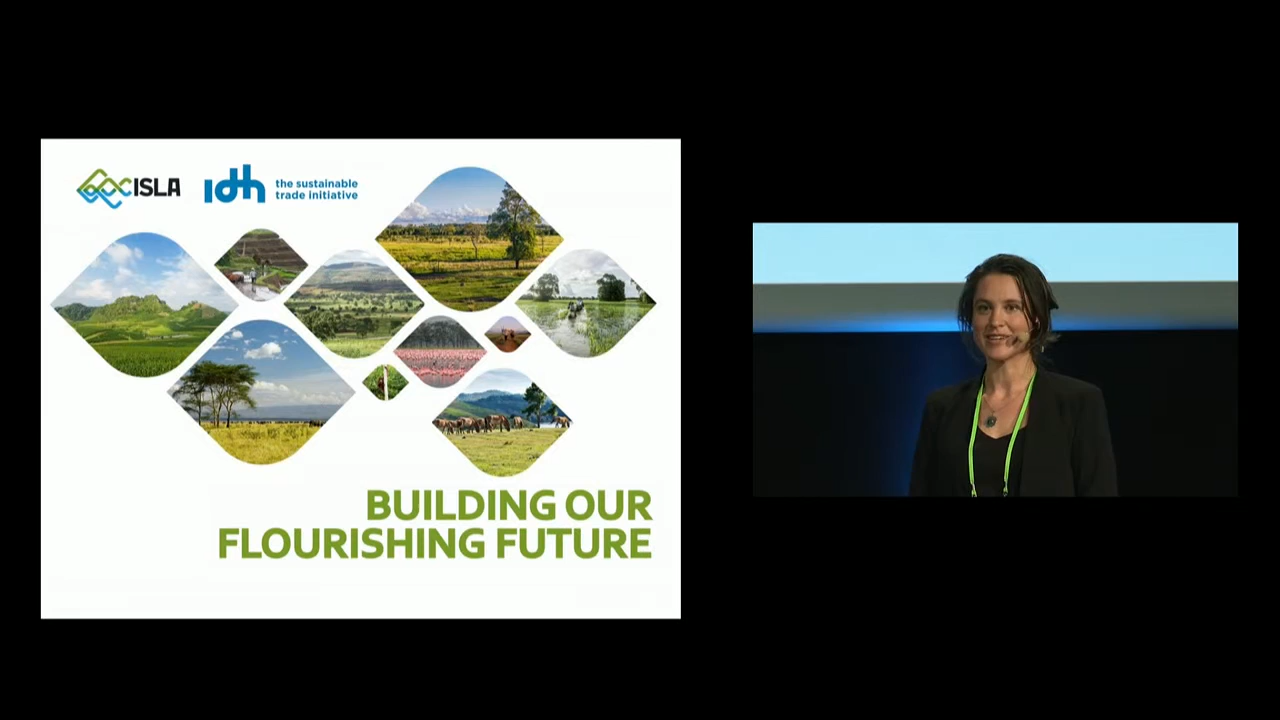 ISLA
idh
the sustainable
trade initiative
BUILDING OUR
FLOURISHING FUTURE